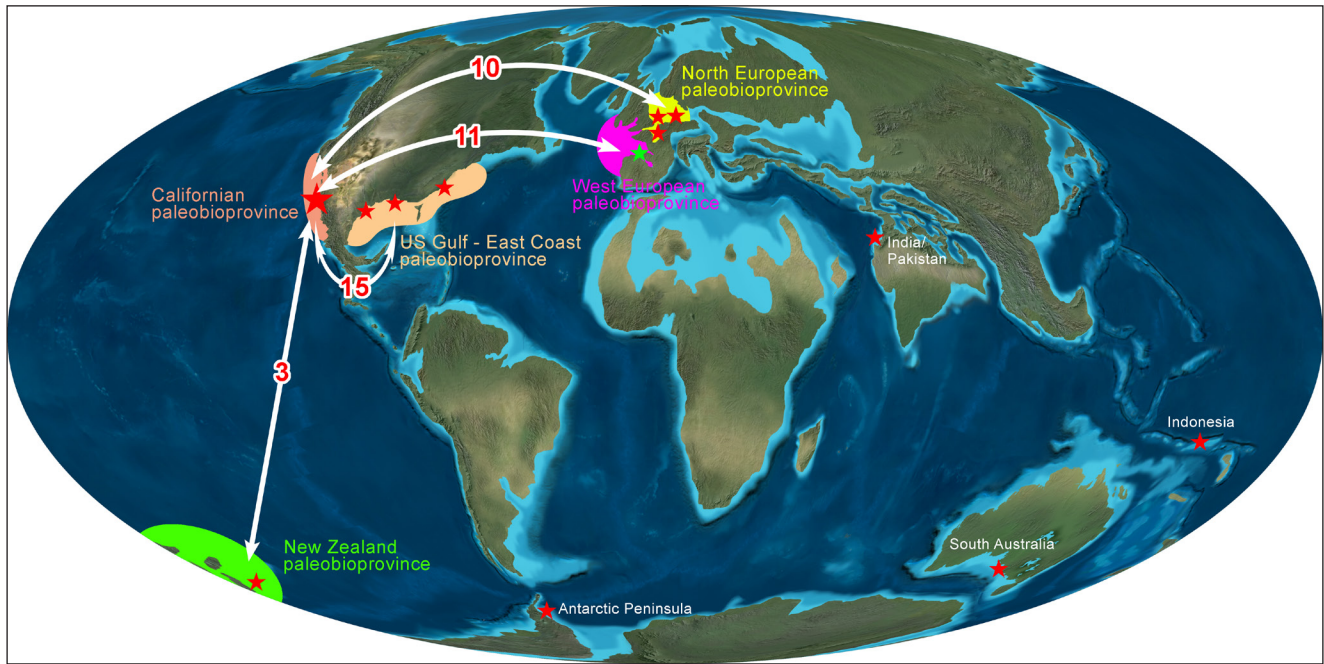 10
North European
paleobioprovince
11
Californian
paleobioprovince
West European
paleobioprovince
US Gulf - East Coast
paleobioprovince
India/
Pakistan
15
3
Indonesia
New Zealand
paleobioprovince
South Australia
Antarctic Peninsula